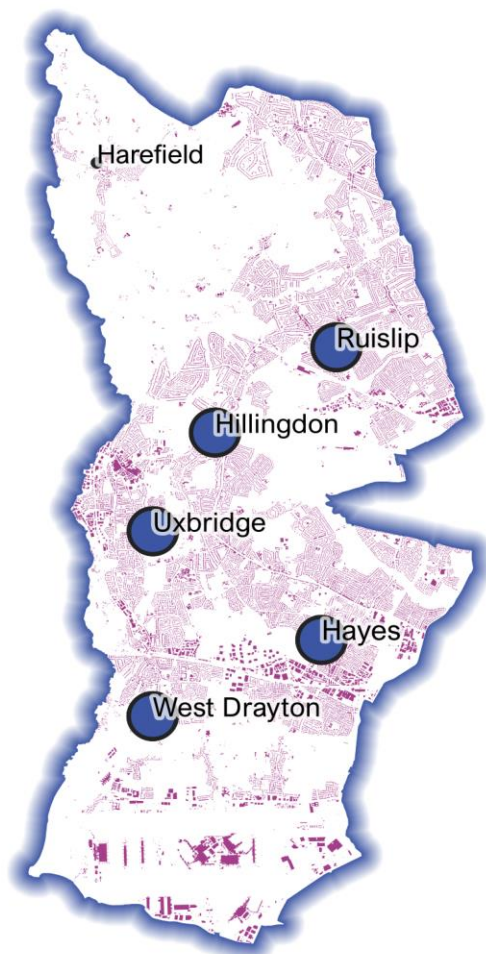 Harefield
Ruislip
Hillingdon
Uxbridge
Hayes
West Drayton